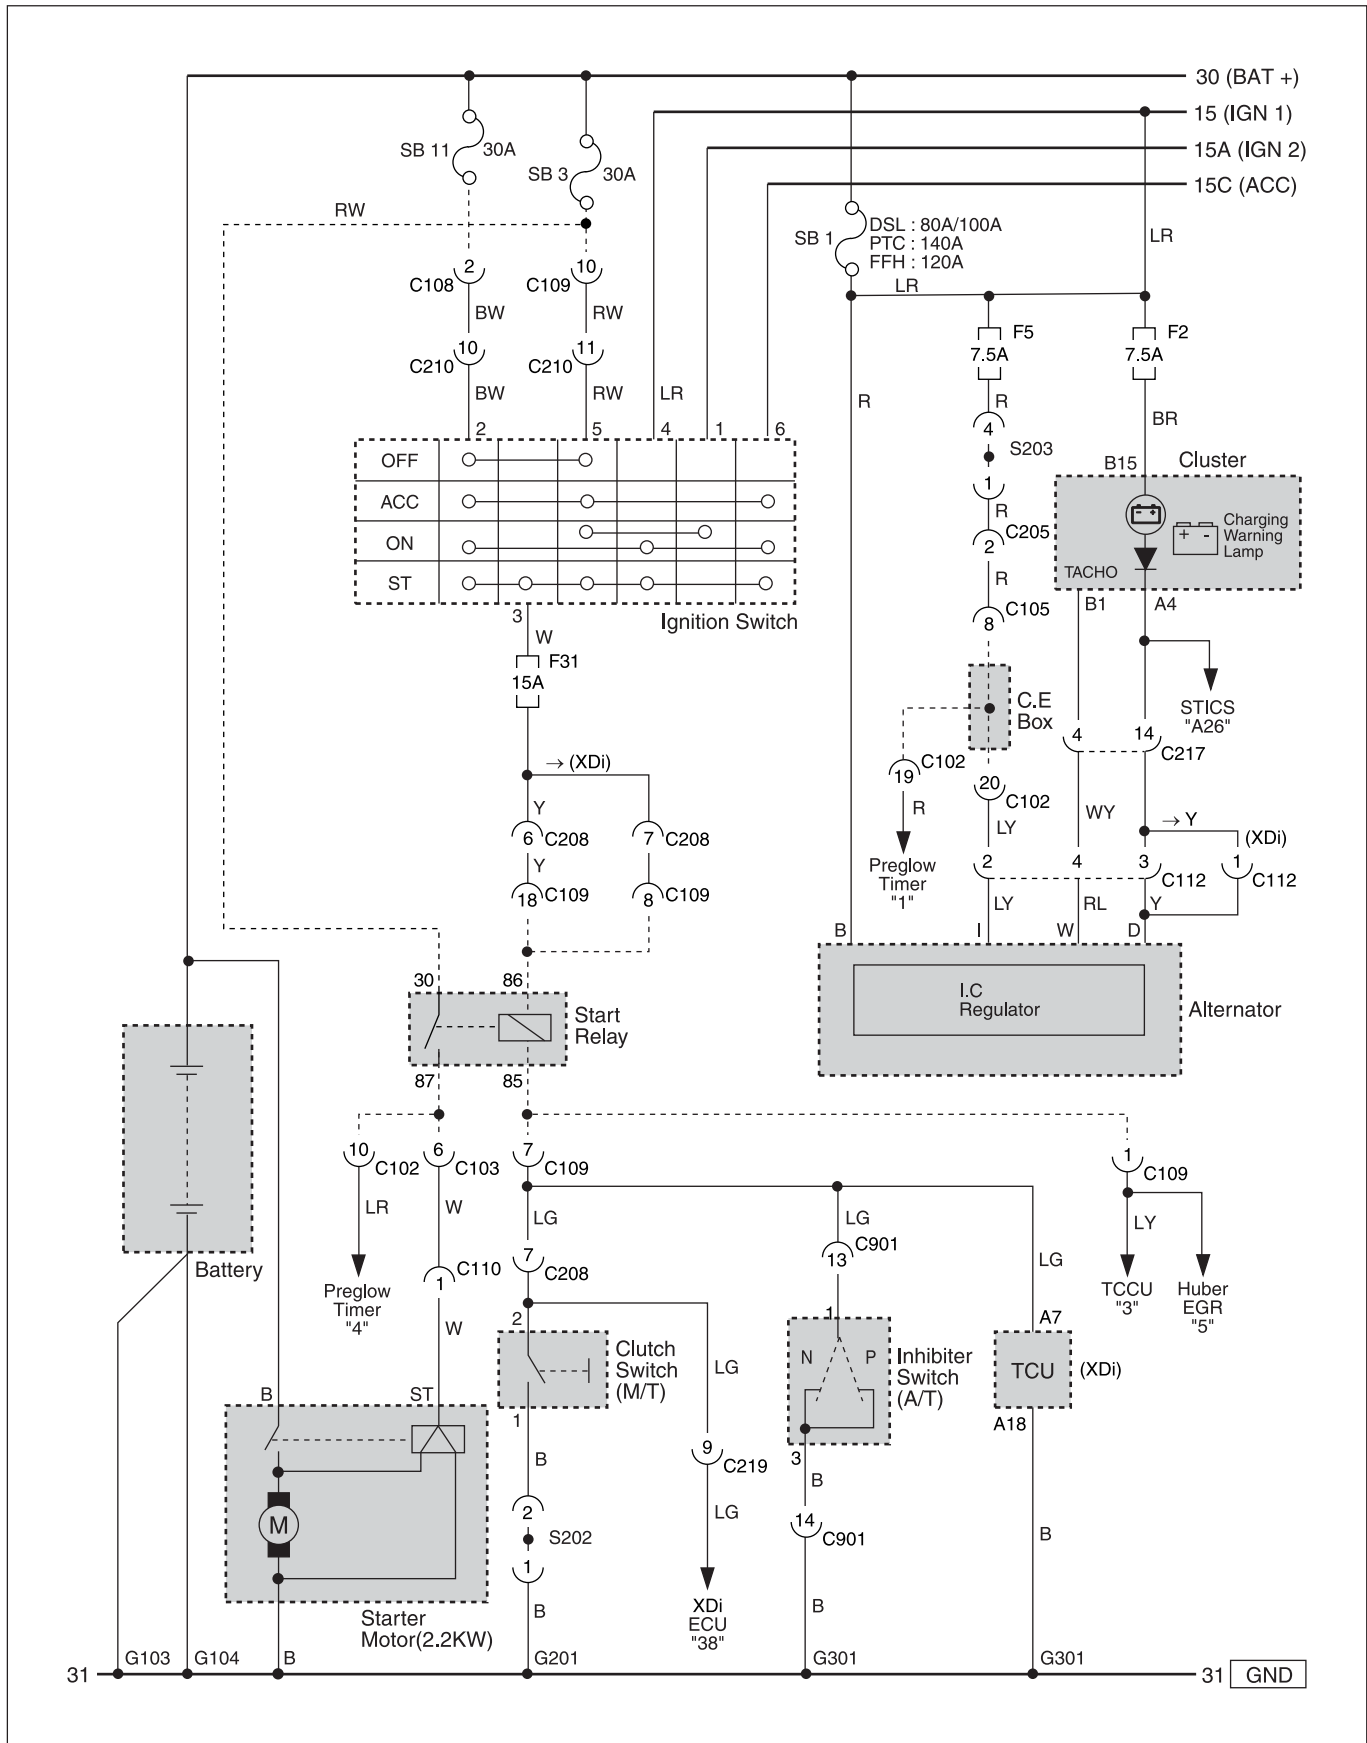 30 (BAT +)
15 (IGN 1)
15A (IGN 2)
15C (ACC)
SB 11 30A
SB 3 30A
RW
SB 1
DSL : 80A/100A
PTC : 140A
FFH : 120A
LR
LR
2
C108
10
C109
BW
RW
10
C210
11
C210
BW
RW
LR
R
F5
7.5A
F2
7.5A
R
BR
4
S203
1
R
2
C205
R
C105
8
2 5 4 1 6
OFF
ACC
ON
ST
3
Ignition Switch
W
F31
15A
B15
Cluster
Charging
Warning
Lamp
+ -
TACHO
B1
A4
STICS
"A26"
C.E
Box
4
14
C217
19
C102
20
C102
R
LY
WY
Preglow
Timer
"1"
→ Y
(XDi)
2
4
3
C112
1
C112
LY
RL
Y
B
I
W
D
I.C
Regulator
Alternator
→ (XDi)
Y
6 C208
7 C208
Y
18 C109
8 C109
30
86
Start
Relay
87
85
10
C102
6
C103
7
C109
1
C109
LR
W
LG
LG
LY
LG
Preglow
Timer
"4"
C110
1
W
7
C208
C901
13
TCCU
"3"
Huber
EGR
"5"
Battery
2
Clutch
Switch
(M/T)
1
LG
1
N P
Inhibiter
Switch
(A/T)
3
A7
TCU
(XDi)
A18
B
ST
M
Starter
Motor(2.2KW)
B
2
S202
1
B
9
C219
LG
XDi
ECU
"38"
B
14
C901
B
B
31
G103
G104
B
G201
G301
G301
31
GND